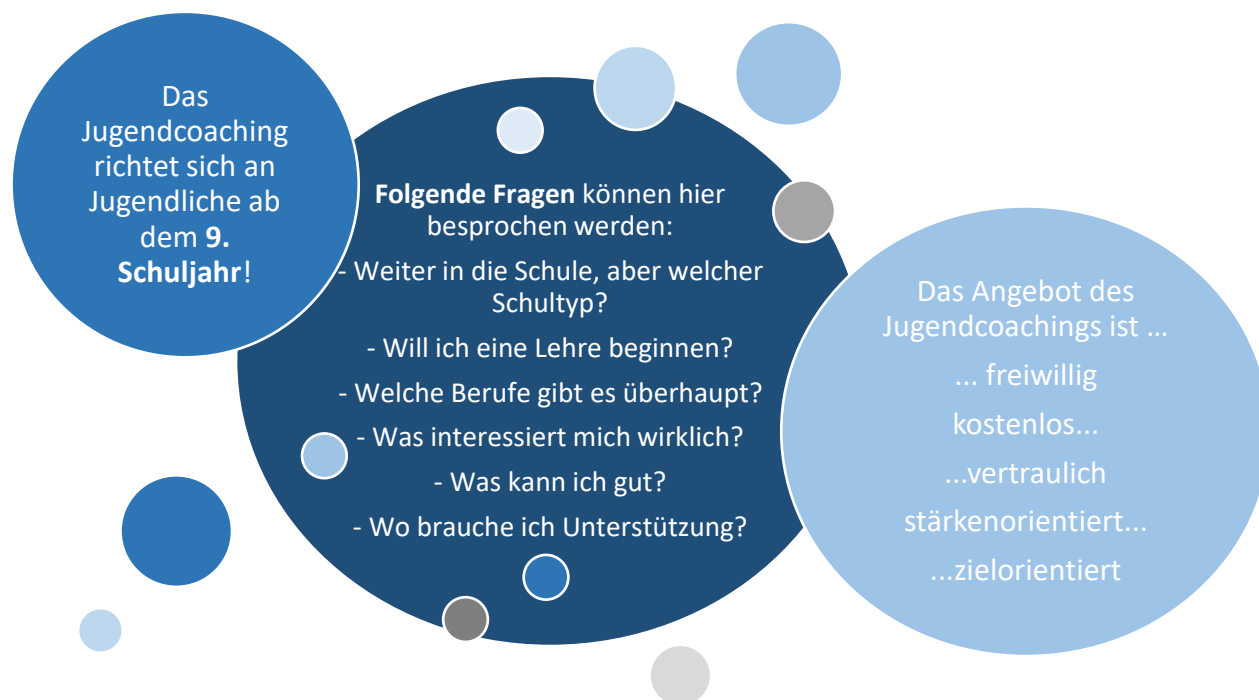 Das
Jugendcoaching
richtet sich an
Jugendliche ab
dem 9.
Schuljahr!
Folgende Fragen können hier
besprochen werden:
- Weiter in die Schule, aber welcher
Schultyp?
- Will ich eine Lehre beginnen?
- Welche Berufe gibt es überhaupt?
- Was interessiert mich wirklich?
- Was kann ich gut?
- Wo brauche ich Unterstützung?
Das Angebot des
Jugendcoachings ist ...
... freiwillig
kostenlos...
...vertraulich
stärkenorientiert...
...zielorientiert